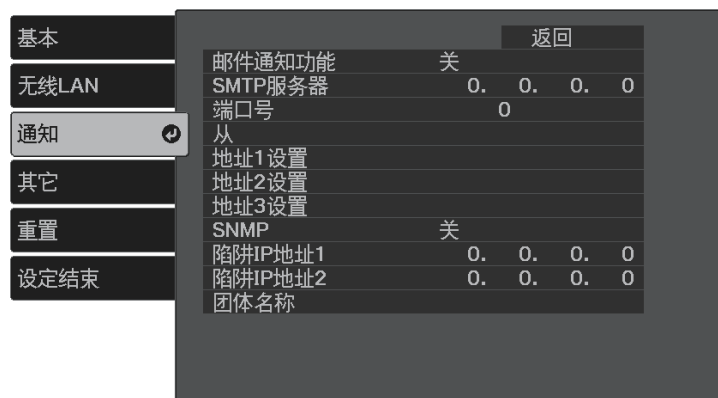 基本
无线LAN
通知
其它
重置
设定结束
返回
邮件通知功能 关
SMTP服务器 0. 0. 0. 0
端口号 0
从
地址1设置
地址2设置
地址3设置
SNMP 关
陷阱IP地址1 0. 0. 0. 0
陷阱IP地址2 0. 0. 0. 0
团体名称